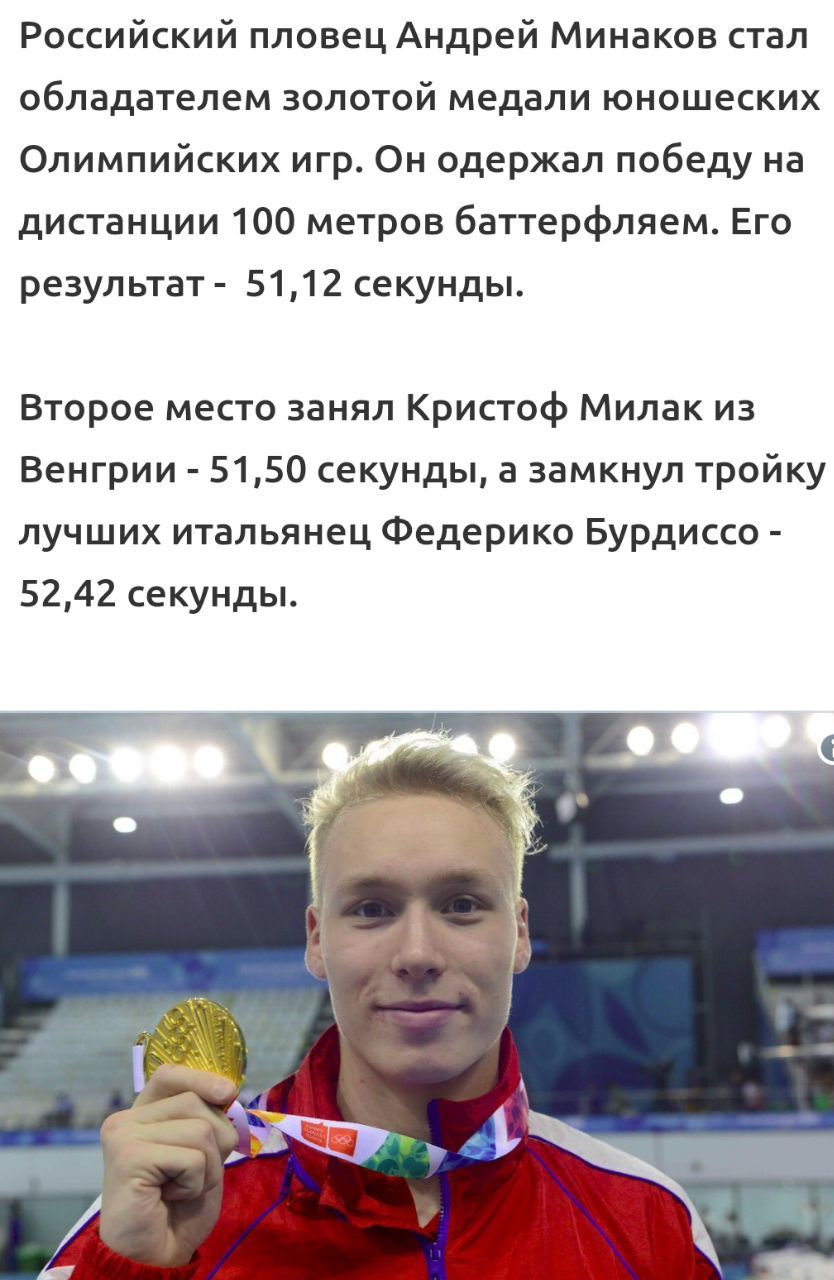 Российский пловец Андрей Минаков стал
обладателем золотой медали юношеских
Олимпийских игр. Он одержал победу на
дистанции 100 метров баттерфляем. Его
результат -  51,12 секунды.
Второе место занял Кристоф Милак из
Венгрии - 51,50 секунды, а замкнул тройку
лучших итальянец Федерико Бурдиссо -
52,42 секунды.